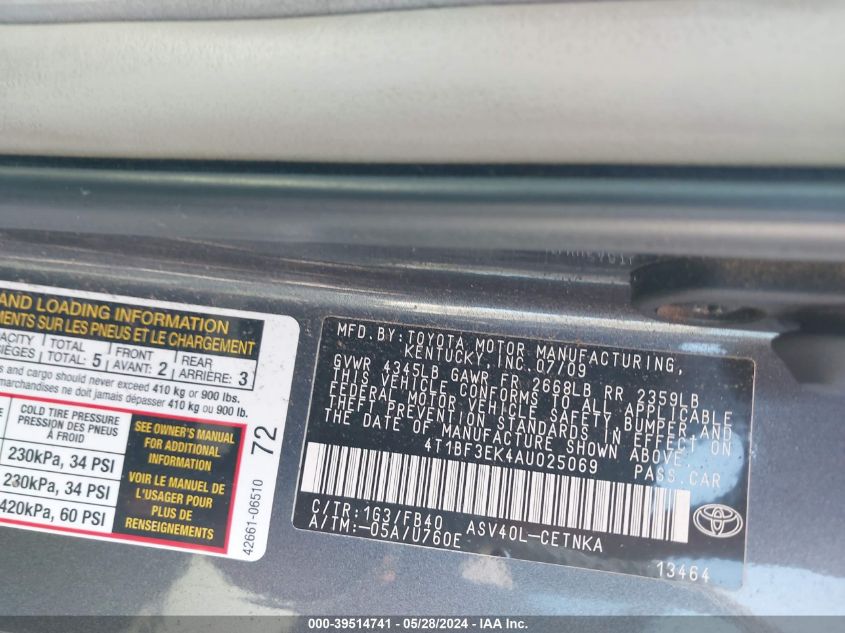 AND LOADING INFORMATION
EMENTS SUR LES PNEUS ET LE CHARGEMENT
TOTAL FRONT REAR
TOTAL: 5 AVANT: 2 ARRIÈRE: 3
and cargo should never exceed 410 kg or 900 lbs.
marchandises ne doit jamais dépasser 410 kg ou 900 lb.
COLD TIRE PRESSURE
PRESSION DES PNEUS
À FROID
230kPa, 34 PSI
230kPa, 34 PSI
420kPa, 60 PSI
SEE OWNER'S MANUAL
FOR ADDITIONAL
INFORMATION
VOIR LE MANUEL DE
L'USAGER POUR
PLUS DE
RENSEIGNEMENTS
42661-06510 72
MFD.BY:TOYOTA MOTOR MANUFACTURING,
KENTUCKY, INC.07/09
GVWR 4345LB GAWR FR 2668LB RR 2359LB
THIS VEHICLE CONFORMS TO ALL APPLICABLE
FEDERAL MOTOR VEHICLE SAFETY, BUMPER AND
THEFT PREVENTION STANDARDS IN EFFECT ON
THE DATE OF MANUFACTURE SHOWN ABOVE.
4T1BF3EK4AU025069 PASS.CAR
C/TR:1G3/FB40 ASV40L-CETNKA
A/TM:-05A/U760E
13464
000-39514741 - 05/28/2024 - IAA Inc.